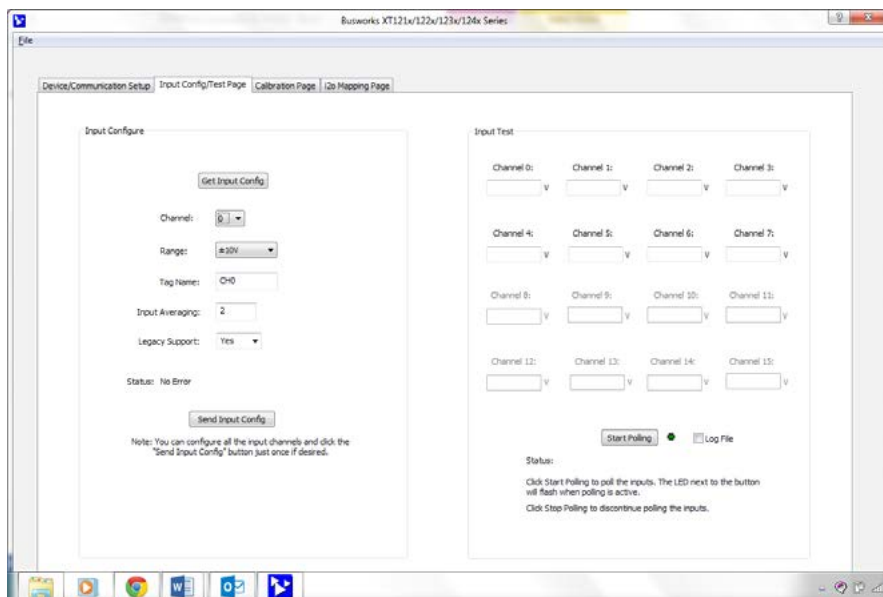 Busworks XT121x/122x/123x/124x Series
File
Device/Communication Setup Input Config/Test Page Calibration Page i2o Mapping Page
Input Configure
Get Input Config
Channel: 0
Range: ±10V
Tag Name: CH0
Input Averaging: 2
Legacy Support: Yes
Status: No Error
Send Input Config
Note: You can configure all the input channels and click the
"Send Input Config" button just once if desired.
Input Test
Channel 0: Channel 1: Channel 2: Channel 3:
V V V V
Channel 4: Channel 5: Channel 6: Channel 7:
V V V V
Channel 8: Channel 9: Channel 10: Channel 11:
V V V V
Channel 12: Channel 13: Channel 14: Channel 15:
V V V V
Start Polling Log File
Status:
Click Start Polling to poll the inputs. The LED next to the button
will flash when polling is active.
Click Stop Polling to discontinue polling the inputs.